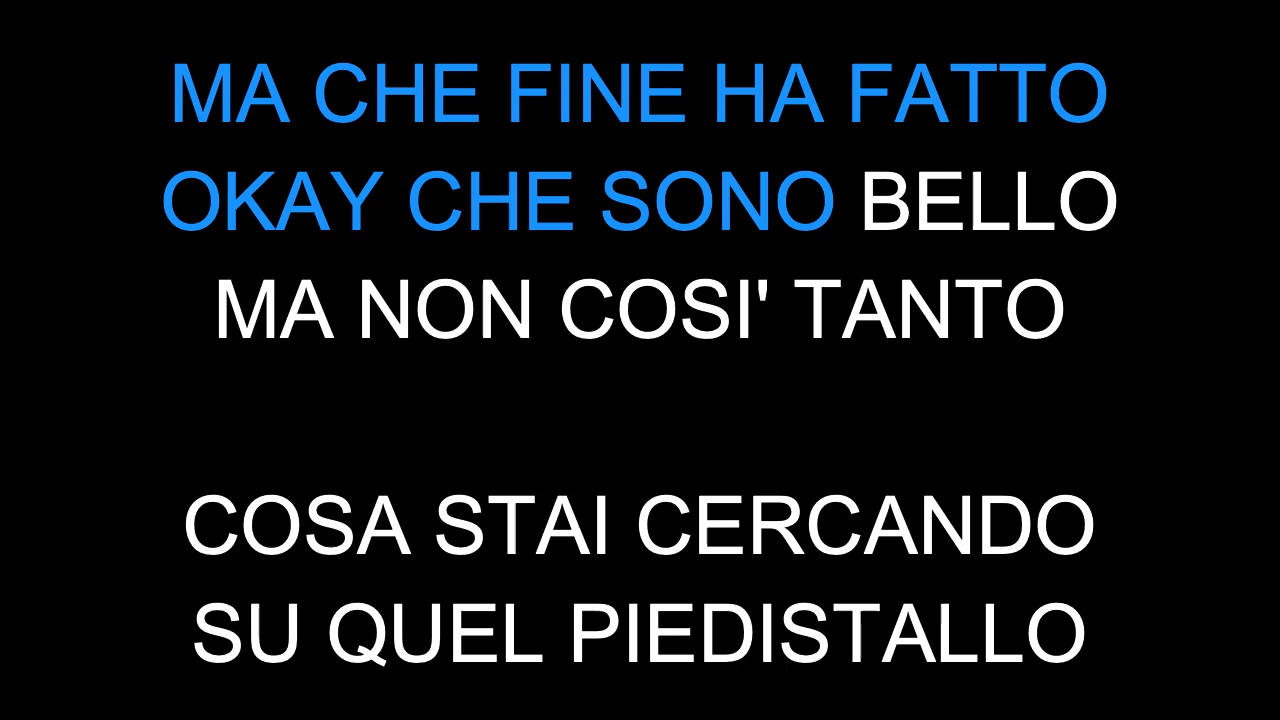 MA CHE FINE HA FATTO
OKAY CHE SONO BELLO
MA NON COSI' TANTO
COSA STAI CERCANDO
SU QUEL PIEDISTALLO